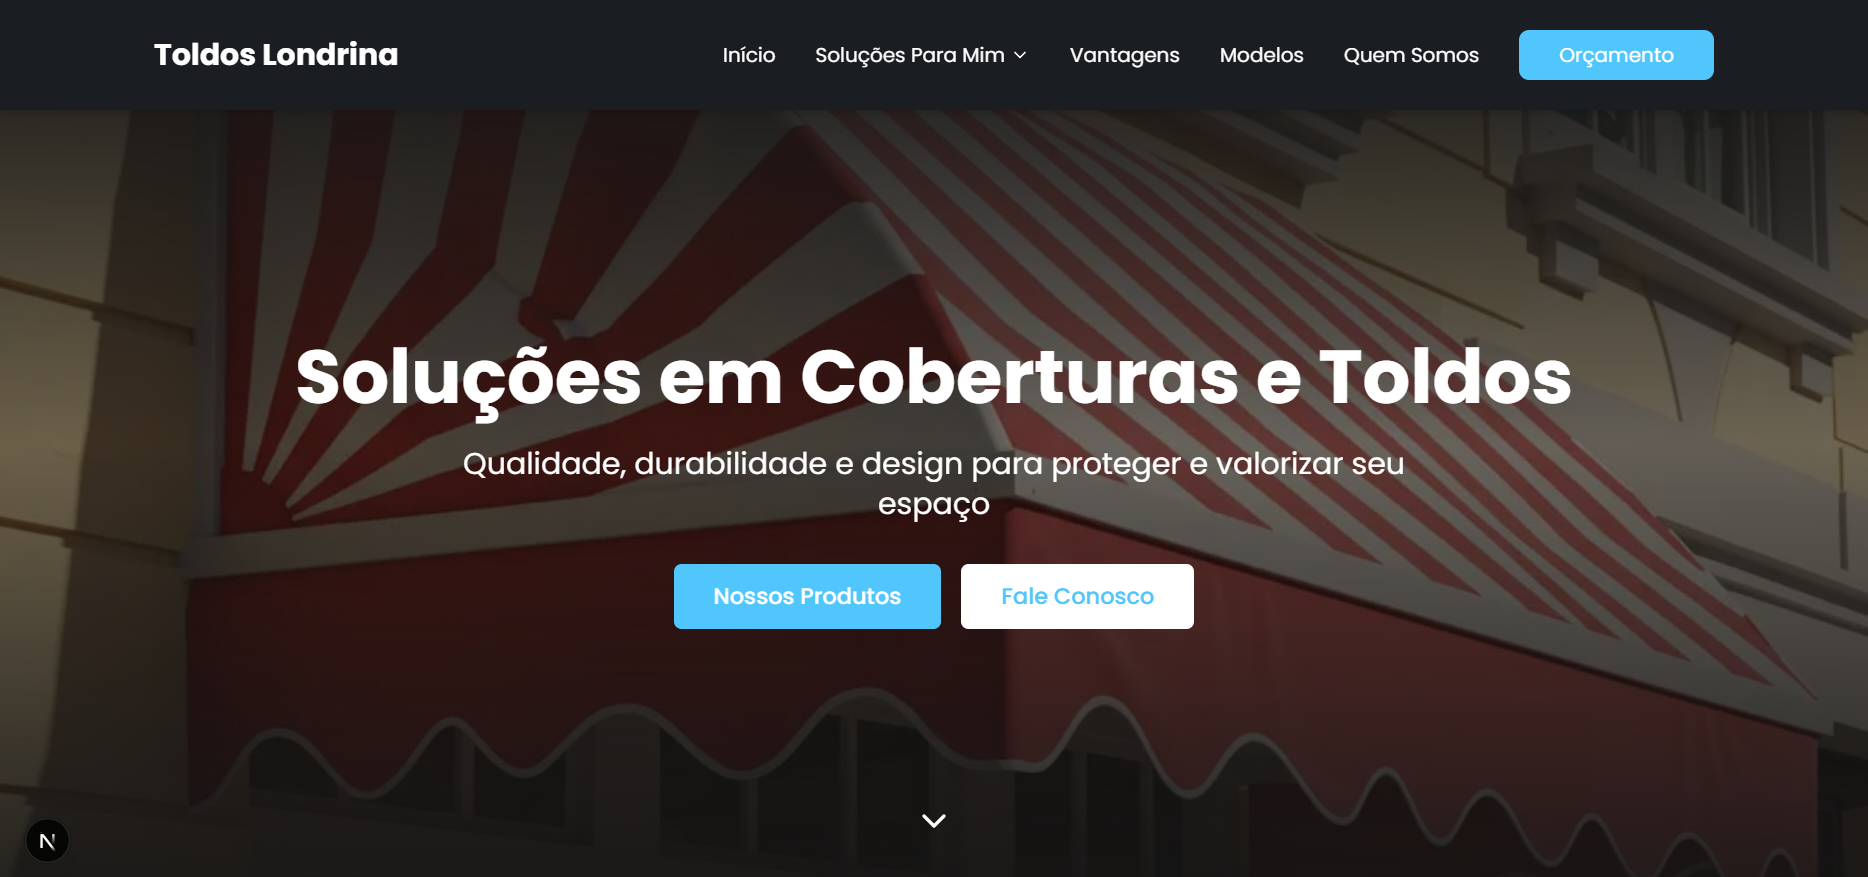 Toldos Londrina
Início
Soluções Para Mim
Vantagens
Modelos
Quem Somos
Orçamento
Soluções em Coberturas e Toldos
Qualidade, durabilidade e design para proteger e valorizar seu
espaço
Nossos Produtos
Fale Conosco
N